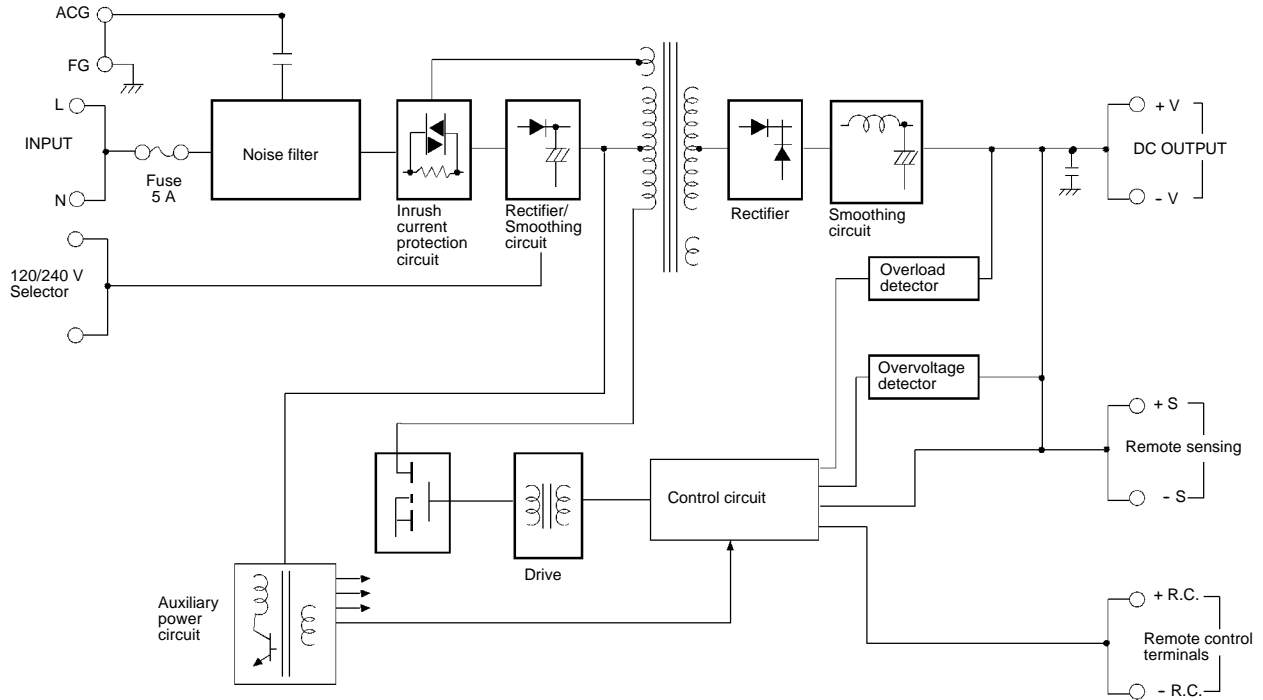 ACG
FG
L
INPUT
N
Fuse
5 A
Noise filter
Inrush
current
protection
circuit
Rectifier/
Smoothing
circuit
Rectifier
Smoothing
circuit
+ V
DC OUTPUT
- V
120/240 V
Selector
Overload
detector
Overvoltage
detector
+ S
Remote sensing
- S
Control circuit
Drive
Auxiliary
power
circuit
+ R.C.
Remote control
terminals
- R.C.